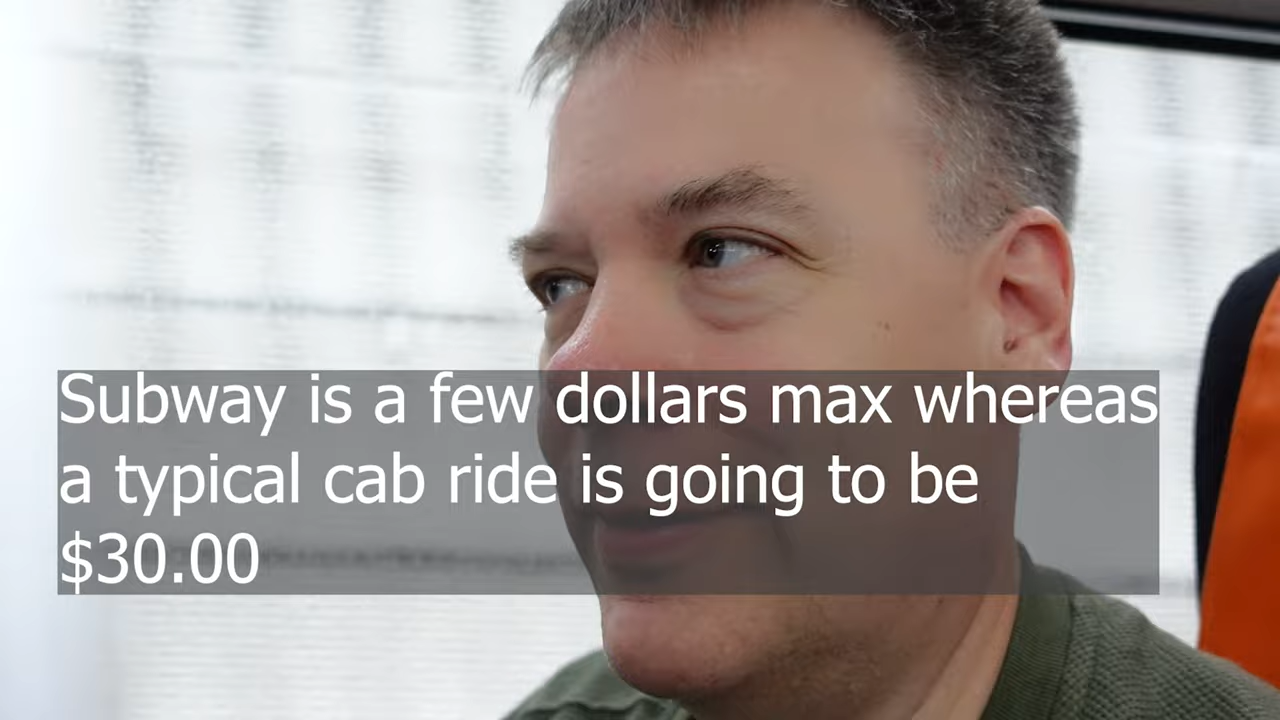 Subway is a few dollars max whereas
a typical cab ride is going to be
$30.00